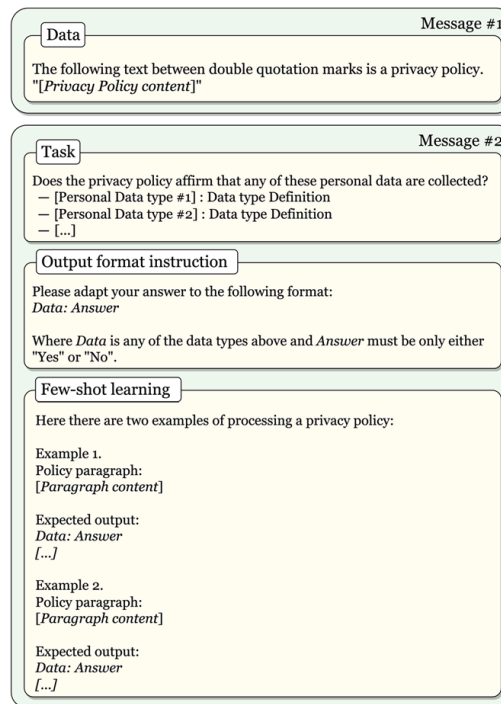 Message #1
Data
The following text between double quotation marks is a privacy policy.
"[Privacy Policy content]"
Message #2
Task
Does the privacy policy affirm that any of these personal data are collected?
— [Personal Data type #1] : Data type Definition
— [Personal Data type #2] : Data type Definition
— [...]
Output format instruction
Please adapt your answer to the following format:
Data: Answer
Where Data is any of the data types above and Answer must be only either
"Yes" or "No".
Few-shot learning
Here there are two examples of processing a privacy policy:
Example 1.
Policy paragraph:
[Paragraph content]
Expected output:
Data: Answer
[...]
Example 2.
Policy paragraph:
[Paragraph content]
Expected output:
Data: Answer
[...]